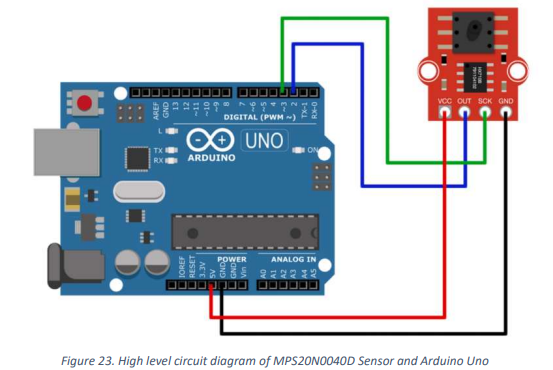 AREF
GND
13
12
~11
~10
~9
8
7
~6
~5
4
~3
2
TX-1
RX-0
DIGITAL (PWM ~)
L
TX
RX
ARDUINO
UNO
ON
POWER
ANALOG IN
IOREF
RESET
3.3V
5V
GND
GND
Vin
A0
A1
A2
A3
A4
A5
VCC OUT SCK GND
Figure 23. High level circuit diagram of MPS20N0040D Sensor and Arduino Uno